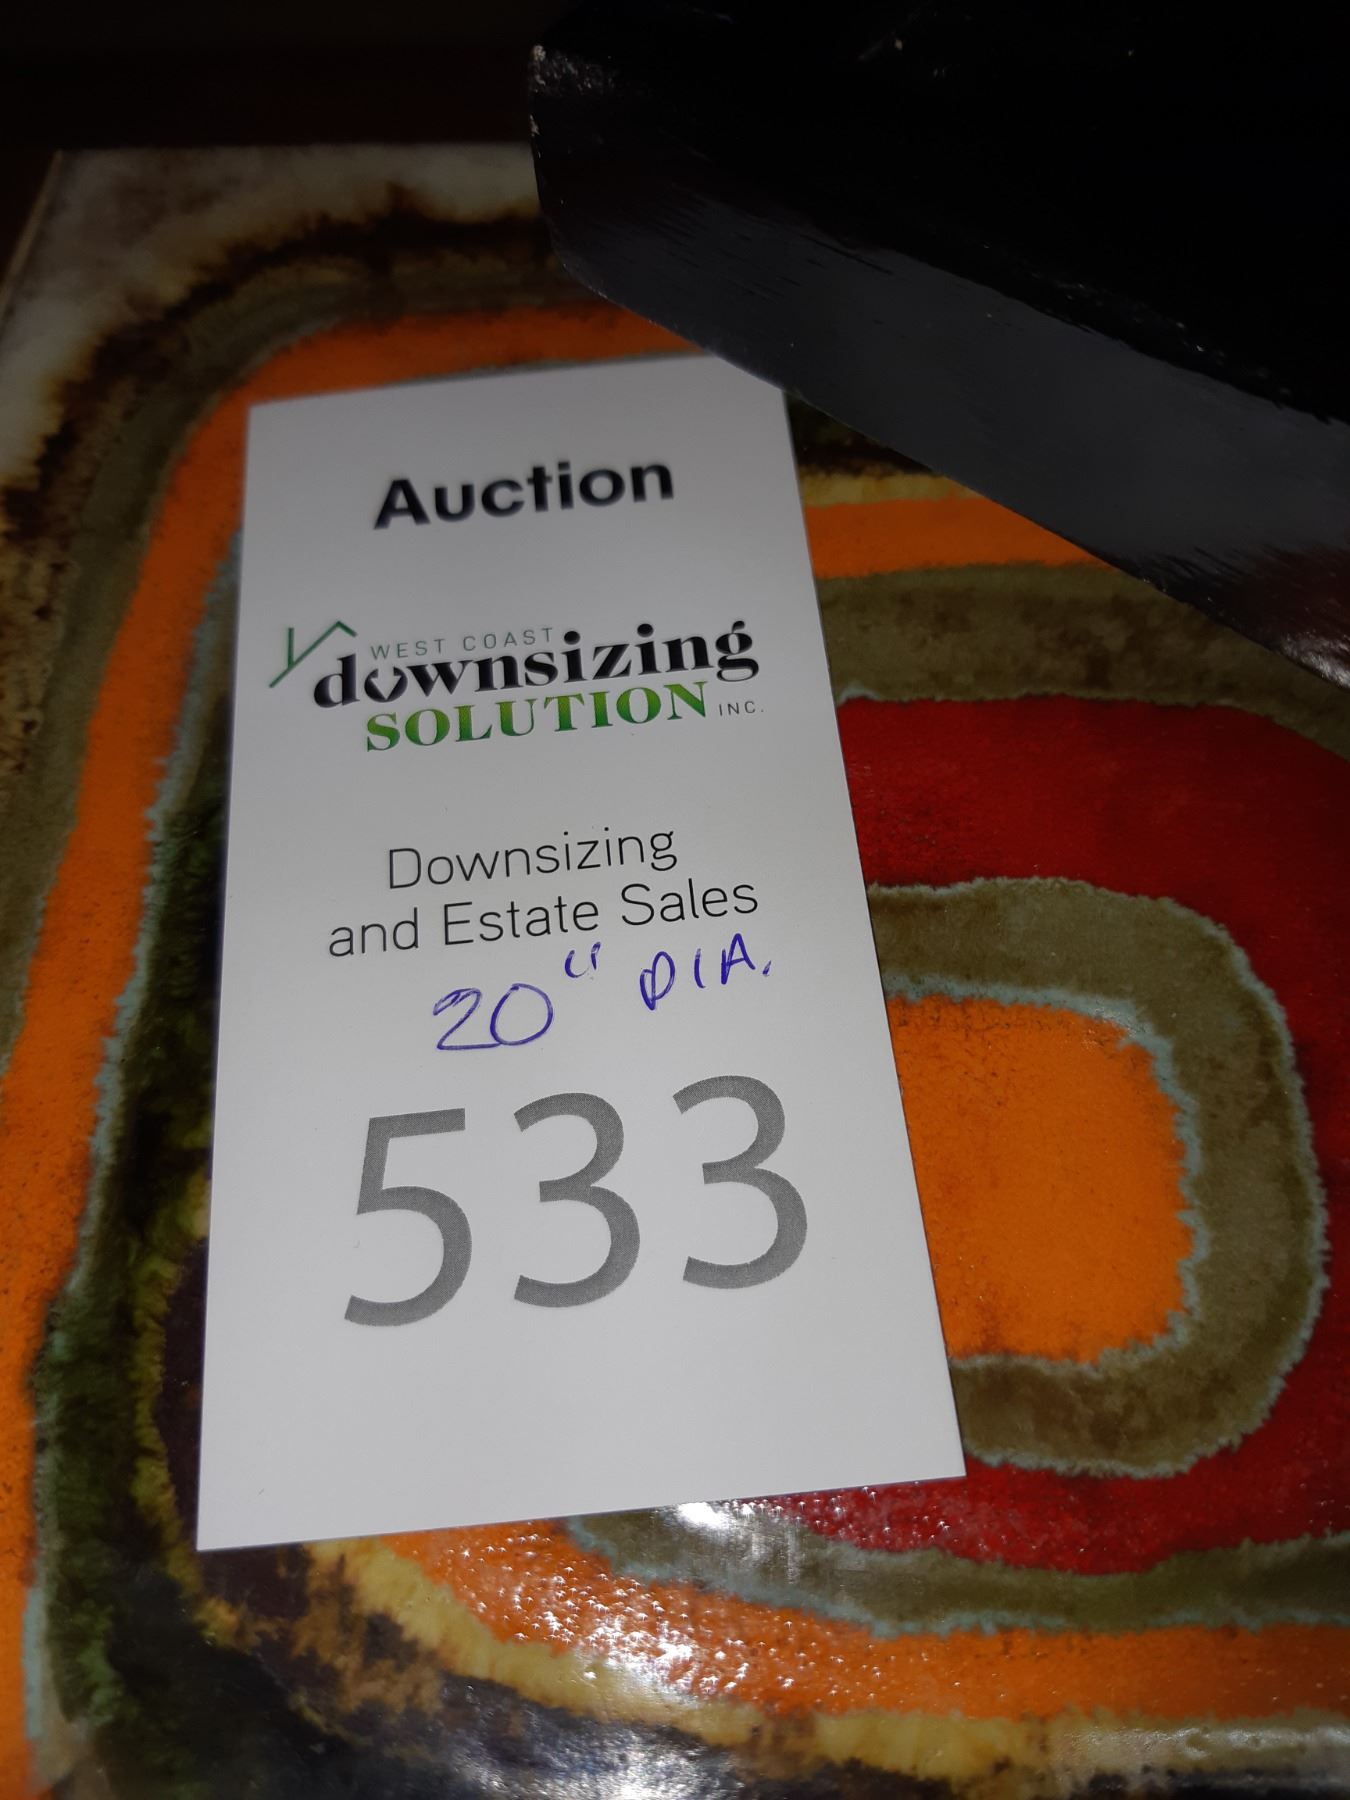 Auction
WEST COAST
downsizing
SOLUTION INC.
Downsizing
and Estate Sales
20" DIA.
533